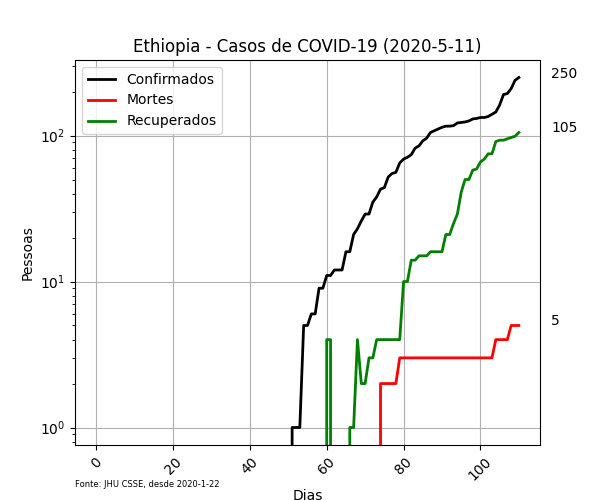 Ethiopia - Casos de COVID-19 (2020-5-11)
Confirmados
Mortes
Recuperados
250
105
5
Pessoas
10²
10¹
10⁰
0 20 40 60 80 100
Dias
Fonte: JHU CSSE, desde 2020-1-22